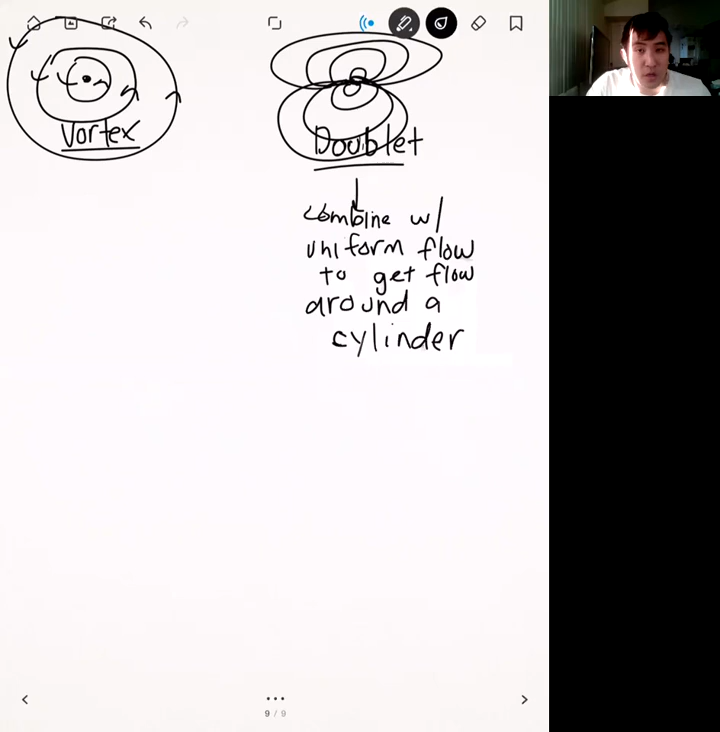 Vortex
Doublet
combine w/
uniform flow
to get flow
around a
cylinder
9 / 9